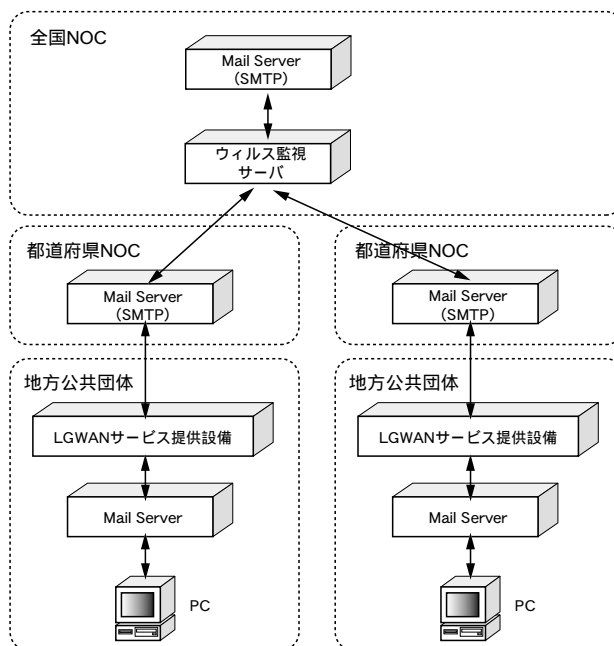 全国NOC
Mail Server
(SMTP)
ウィルス監視
サーバ
都道府県NOC
Mail Server
(SMTP)
都道府県NOC
Mail Server
(SMTP)
地方公共団体
LGWANサービス提供設備
Mail Server
PC
地方公共団体
LGWANサービス提供設備
Mail Server
PC